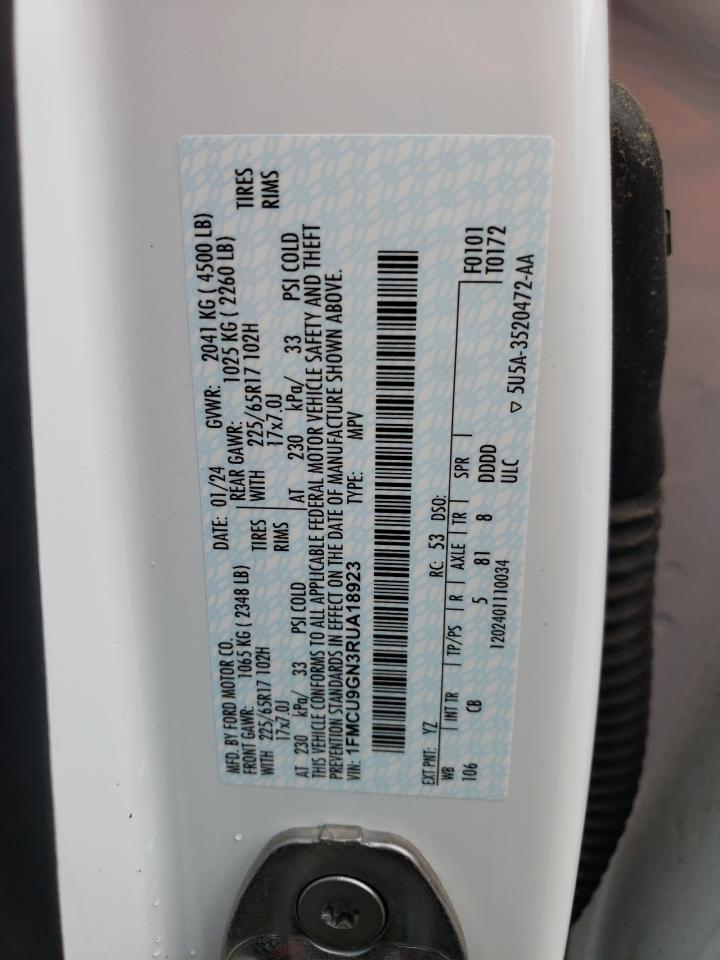 MFD. BY FORD MOTOR CO. DATE: 01/24 GVWR: 2041 KG ( 4500 LB)
FRONT GAWR: 1065 KG ( 2348 LB) REAR GAWR: 1025 KG ( 2260 LB)
WITH 225/65R17 102H TIRES WITH 225/65R17 102H TIRES
17x7.0J RIMS 17x7.0J RIMS
AT 230 kPa/ 33 PSI COLD AT 230 kPa/ 33 PSI COLD
THIS VEHICLE CONFORMS TO ALL APPLICABLE FEDERAL MOTOR VEHICLE SAFETY AND THEFT
PREVENTION STANDARDS IN EFFECT ON THE DATE OF MANUFACTURE SHOWN ABOVE.
VIN: 1FMCU9GN3RUA18923 TYPE: MPV
EXT PNT: YZ RC: 53 DSO: F0101
WB INT TR TP/PS R AXLE TR SPR T0172
106 CB 5 81 8 DDDD
1202401110034 ULC ▽ 5U5A-3520472-AA